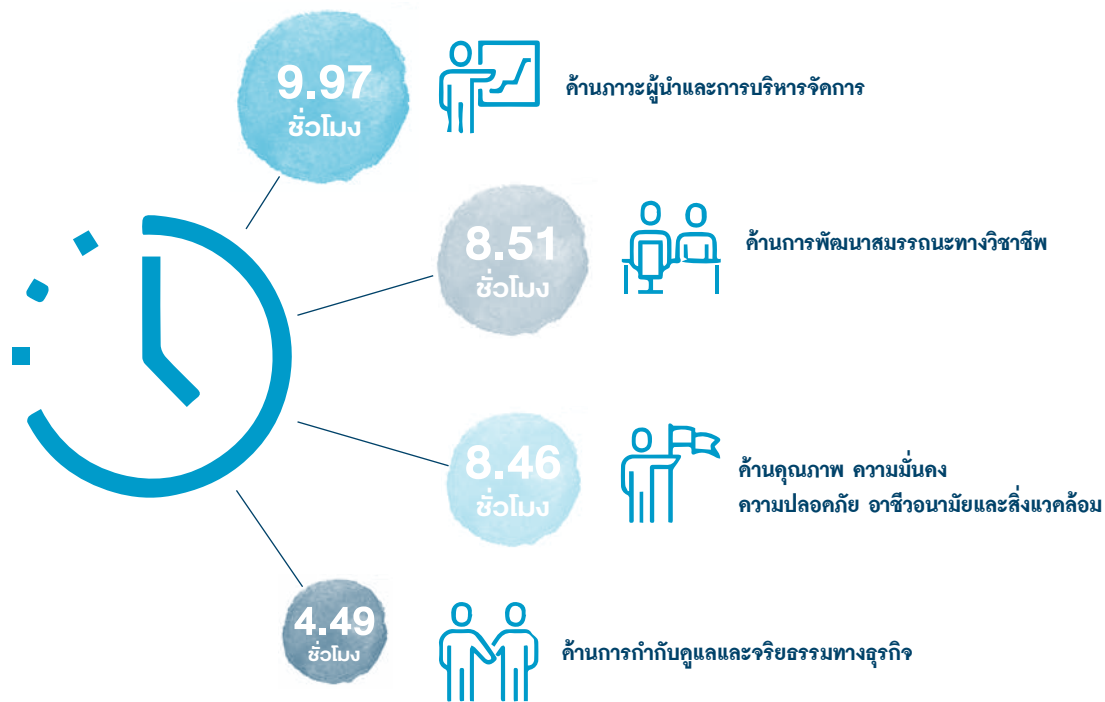 9.97
ชั่วโมง
ด้านภาวะผู้นำและการบริหารจัดการ
8.51
ชั่วโมง
ด้านการพัฒนาสมรรถนะทางวิชาชีพ
8.46
ชั่วโมง
ด้านคุณภาพ ความมั่นคง
ความปลอดภัย อาชีวอนามัยและสิ่งแวดล้อม
4.49
ชั่วโมง
ด้านการกำกับดูแลและจริยธรรมทางธุรกิจ